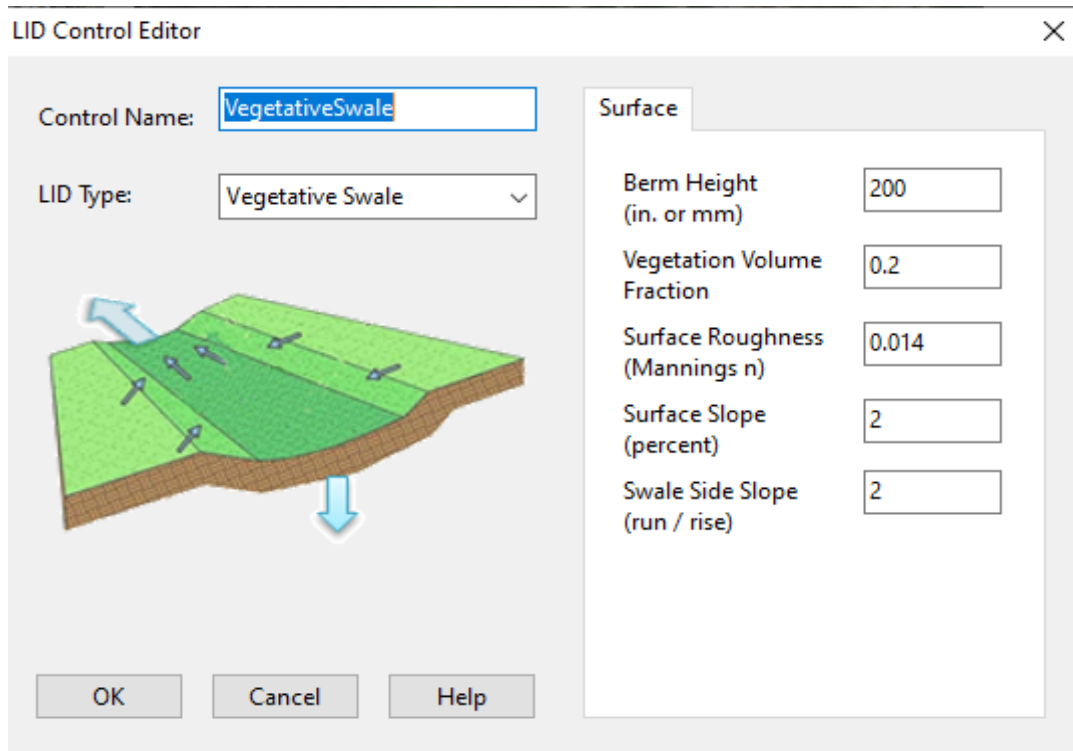 LID Control Editor
Control Name:
VegetativeSwale
LID Type:
Vegetative Swale
OK
Cancel
Help
Surface
Berm Height
(in. or mm)
200
Vegetation Volume
Fraction
0.2
Surface Roughness
(Mannings n)
0.014
Surface Slope
(percent)
2
Swale Side Slope
(run / rise)
2